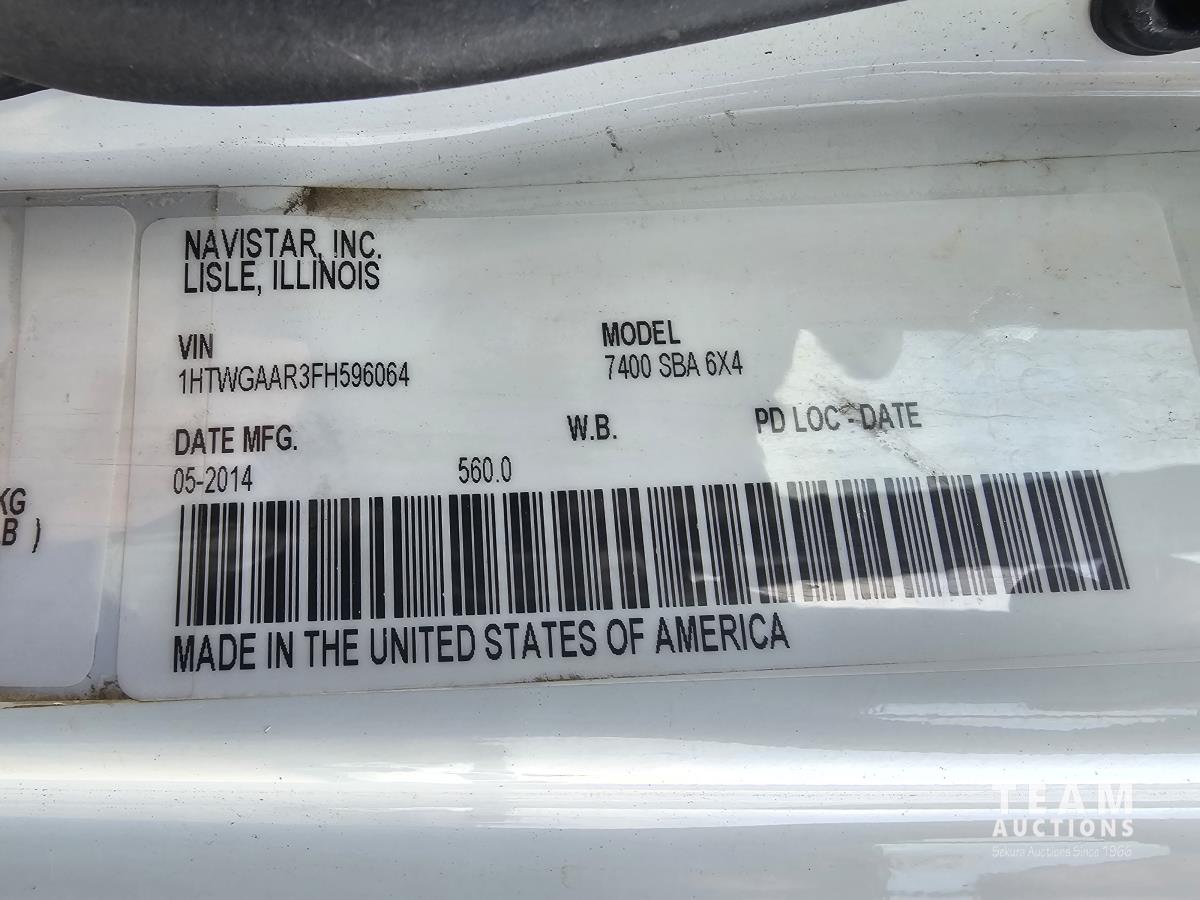 NAVISTAR, INC.
LISLE, ILLINOIS
VIN
MODEL
1HTWGAAR3FH596064
7400 SBA 6X4
DATE MFG.
W.B.
PD LOC - DATE
05-2014
560.0
KG
B )
MADE IN THE UNITED STATES OF AMERICA
TEAM
AUCTIONS
Sekura Auctions Since 1966